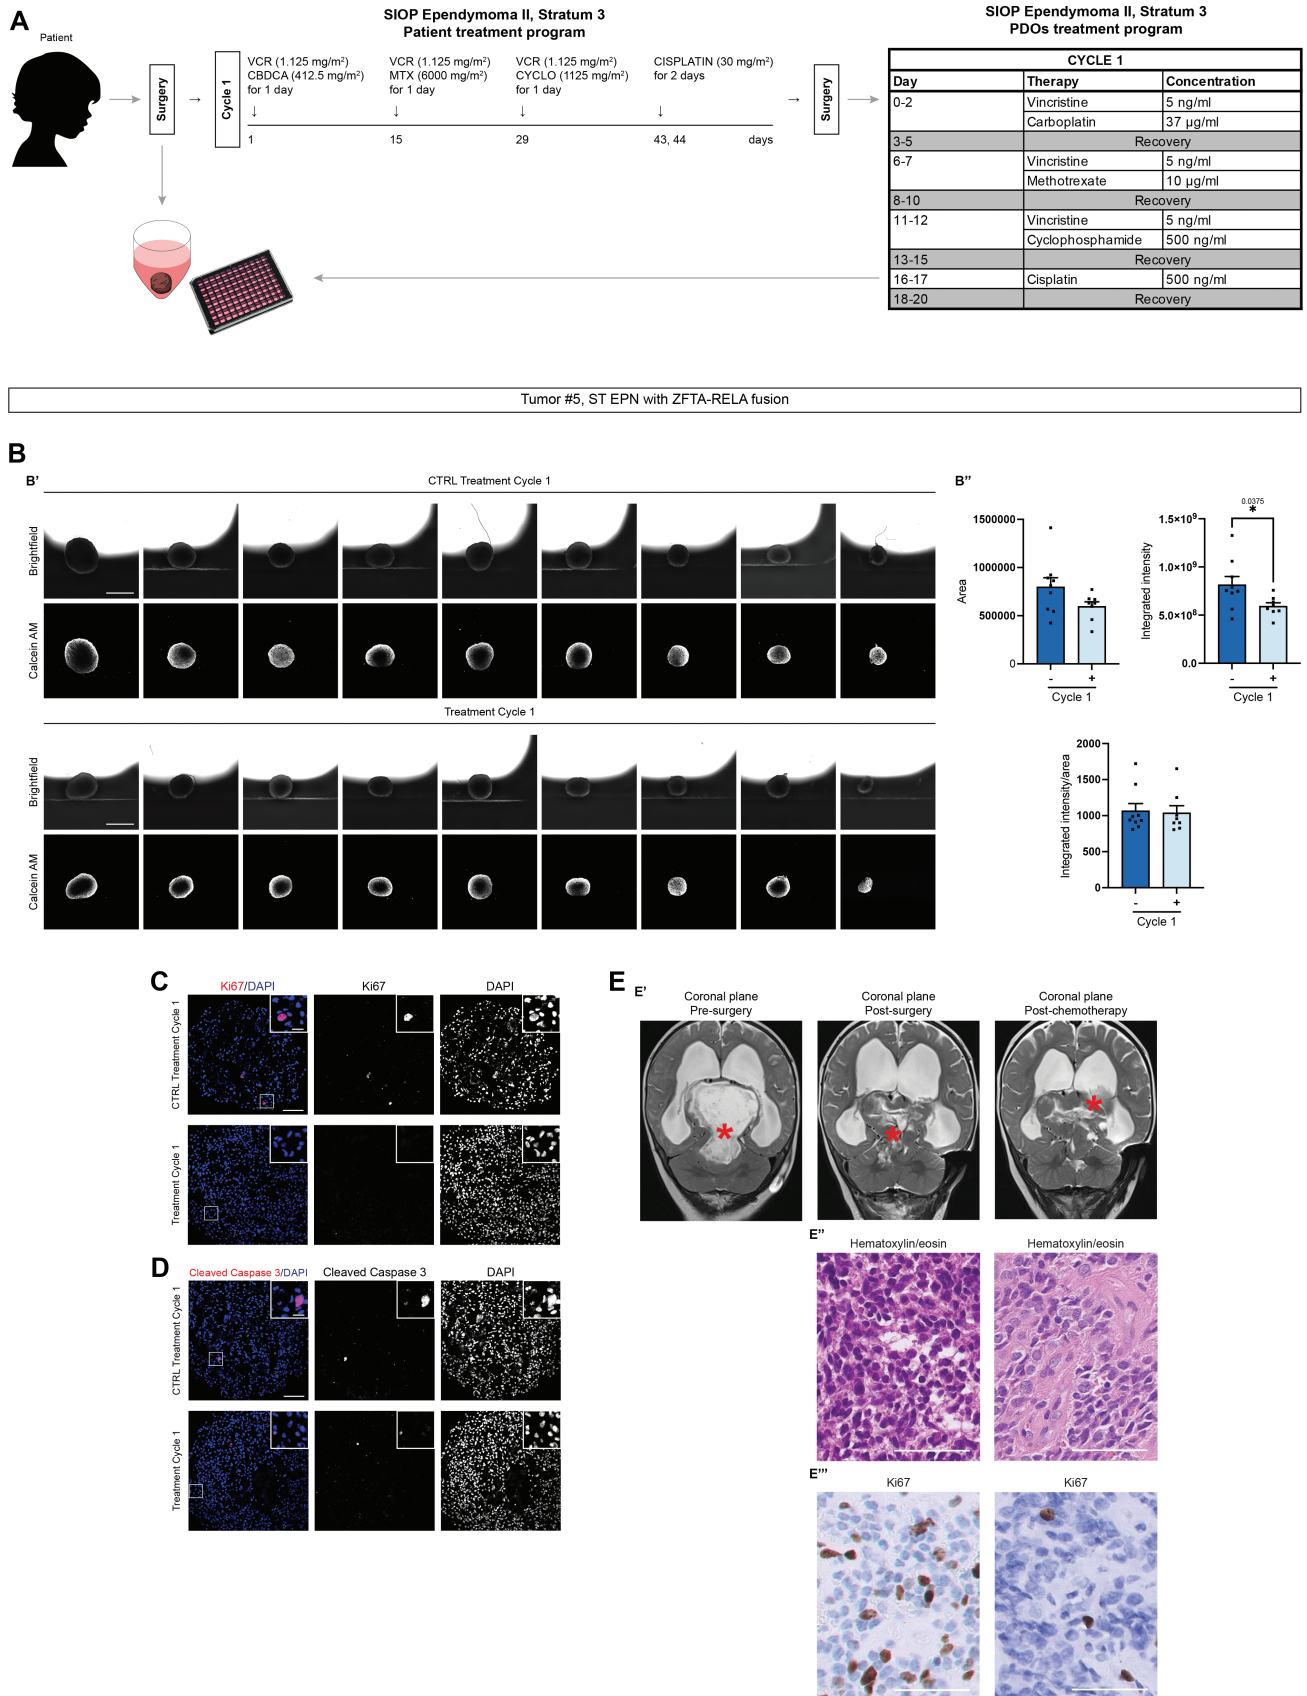 A
Patient
SIOP Ependymoma II, Stratum 3
Patient treatment program
Surgery
Cycle 1
VCR (1.125 mg/m²)
CBDCA (412.5 mg/m²)
for 1 day
VCR (1.125 mg/m²)
MTX (6000 mg/m²)
for 1 day
VCR (1.125 mg/m²)
CYCLO (1125 mg/m²)
for 1 day
CISPLATIN (30 mg/m²)
for 2 days
1
15
29
43, 44
days
Surgery
SIOP Ependymoma II, Stratum 3
PDOs treatment program
CYCLE 1
Day Therapy Concentration
0-2 Vincristine 5 ng/ml
Carboplatin 37 µg/ml
3-5 Recovery
6-7 Vincristine 5 ng/ml
Methotrexate 10 µg/ml
8-10 Recovery
11-12 Vincristine 5 ng/ml
Cyclophosphamide 500 ng/ml
13-15 Recovery
16-17 Cisplatin 500 ng/ml
18-20 Recovery
Tumor #5, ST EPN with ZFTA-RELA fusion
B
B'
CTRL Treatment Cycle 1
Brightfield
Calcein AM
Treatment Cycle 1
Brightfield
Calcein AM
B''
Area
1500000
1000000
500000
0
- +
Cycle 1
Integrated intensity
0.0375
*
1.5×10⁹
1.0×10⁹
5.0×10⁸
0.0
- +
Cycle 1
Integrated intensity/area
2000
1500
1000
500
0
- +
Cycle 1
C
Ki67/DAPI
Ki67
DAPI
CTRL Treatment Cycle 1
Treatment Cycle 1
D
Cleaved Caspase 3/DAPI
Cleaved Caspase 3
DAPI
CTRL Treatment Cycle 1
Treatment Cycle 1
E
E'
Coronal plane
Pre-surgery
Coronal plane
Post-surgery
Coronal plane
Post-chemotherapy
*
*
*
E''
Hematoxylin/eosin
Hematoxylin/eosin
E'''
Ki67
Ki67